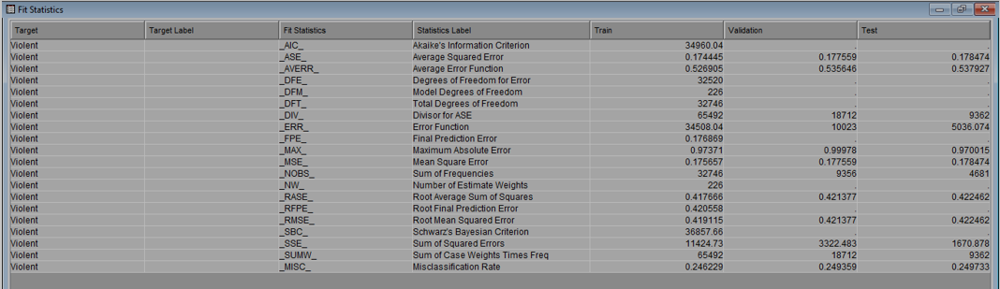 Fit Statistics
Target Target Label Fit Statistics Statistics Label Train Validation Test
Violent _AIC_ Akaike's Information Criterion 34960.04 . .
Violent _ASE_ Average Squared Error 0.174445 0.177559 0.178474
Violent _AVERR_ Average Error Function 0.526905 0.535646 0.537927
Violent _DFE_ Degrees of Freedom for Error 32520 . .
Violent _DFM_ Model Degrees of Freedom 226 . .
Violent _DFT_ Total Degrees of Freedom 32746 . .
Violent _DIV_ Divisor for ASE 65492 18712 9362
Violent _ERR_ Error Function 34508.04 10023 5036.074
Violent _FPE_ Final Prediction Error 0.176869 . .
Violent _MAX_ Maximum Absolute Error 0.97371 0.99978 0.970015
Violent _MSE_ Mean Square Error 0.175657 0.177559 0.178474
Violent _NOBS_ Sum of Frequencies 32746 9356 4681
Violent _NW_ Number of Estimate Weights 226 . .
Violent _RASE_ Root Average Sum of Squares 0.417666 0.421377 0.422462
Violent _RFPE_ Root Final Prediction Error 0.420558 . .
Violent _RMSE_ Root Mean Squared Error 0.419115 0.421377 0.422462
Violent _SBC_ Schwarz's Bayesian Criterion 36857.66 . .
Violent _SSE_ Sum of Squared Errors 11424.73 3322.483 1670.878
Violent _SUMW_ Sum of Case Weights Times Freq 65492 18712 9362
Violent _MISC_ Misclassification Rate 0.246229 0.249359 0.249733